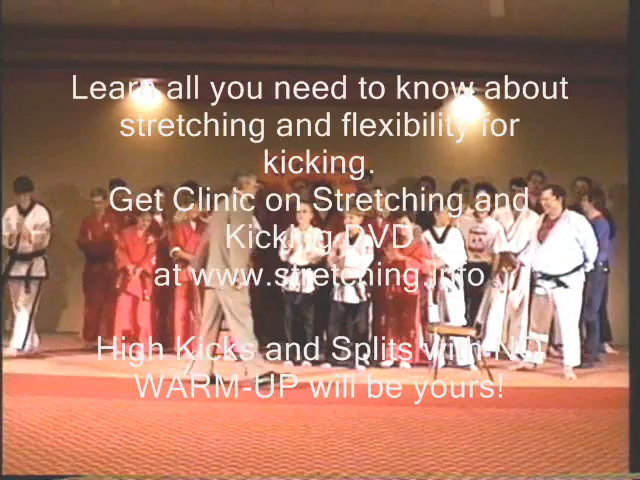 Learn all you need to know about
stretching and flexibility for
kicking.
Get Clinic on Stretching and
Kicking DVD
at www.stretching.info
High Kicks and Splits with NO
WARM-UP will be yours!